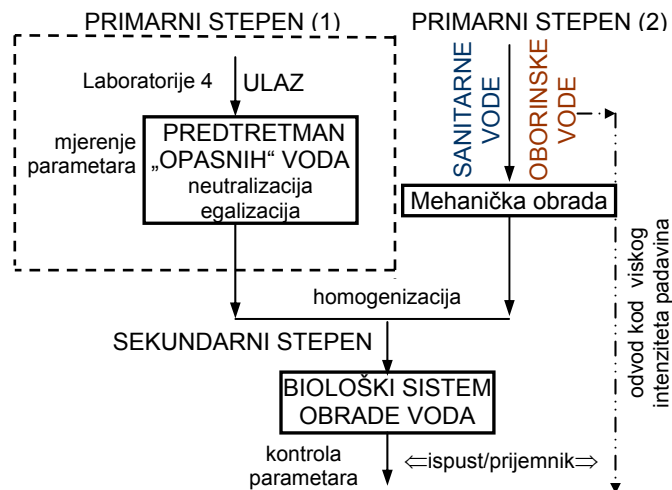 PRIMARNI STEPEN (1)
PRIMARNI STEPEN (2)
Laboratorije 4
ULAZ
mjerenje
parametara
PREDTRETMAN
„OPASNIH“ VODA
neutralizacija
egalizacija
SANITARNE
VODE
OBORINSKE
VODE
Mehanička obrada
homogenizacija
odvod kod viskog
intenziteta padavina
SEKUNDARNI STEPEN
BIOLOŠKI SISTEM
OBRADE VODA
kontrola
parametara
⇐ispust/prijemnik⇒